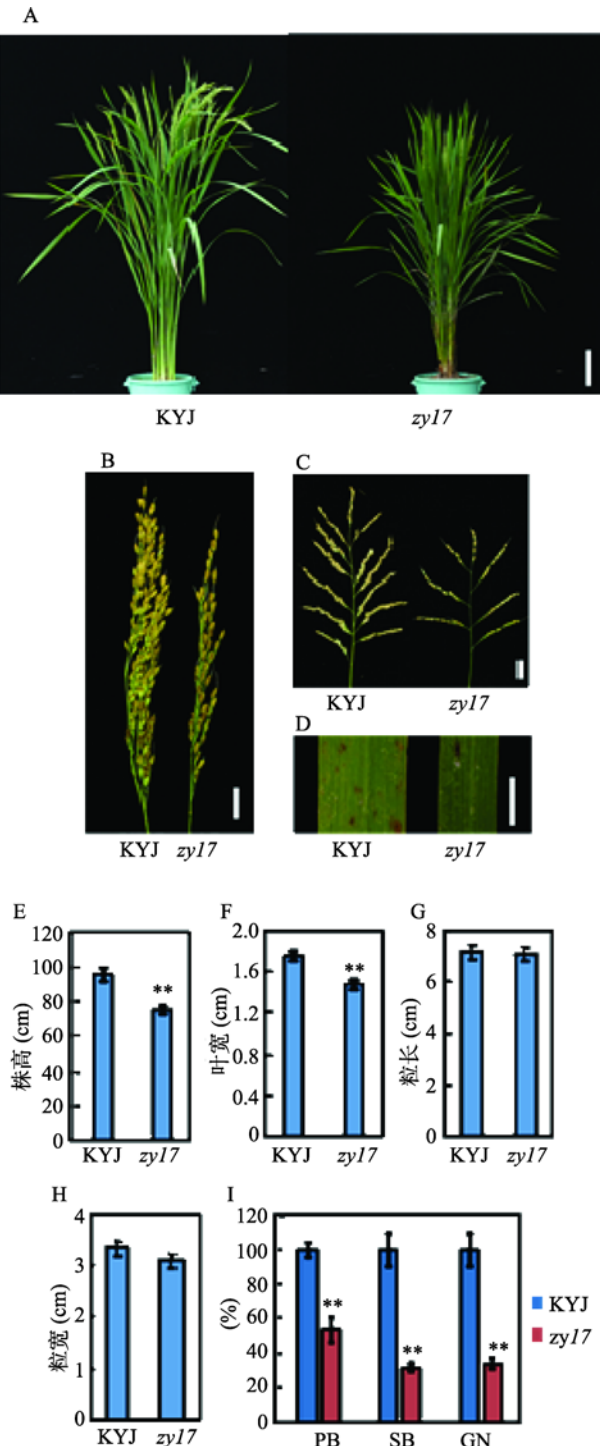 A
KYJ zy17
B C
KYJ zy17
D
KYJ zy17 KYJ zy17
E F G
120 2.0 8
100 1.6 6
80 1.2 4
60 0.8 2
40 0.4 0
20 0
0
** **
株高 (cm) 叶宽 (cm) 粒长 (cm)
KYJ zy17 KYJ zy17 KYJ zy17
H I
4 120
3 100
2 80
1 60
0 40
20
0
** ** **
粒宽 (cm) (%)
KYJ
zy17
KYJ zy17 PB SB GN